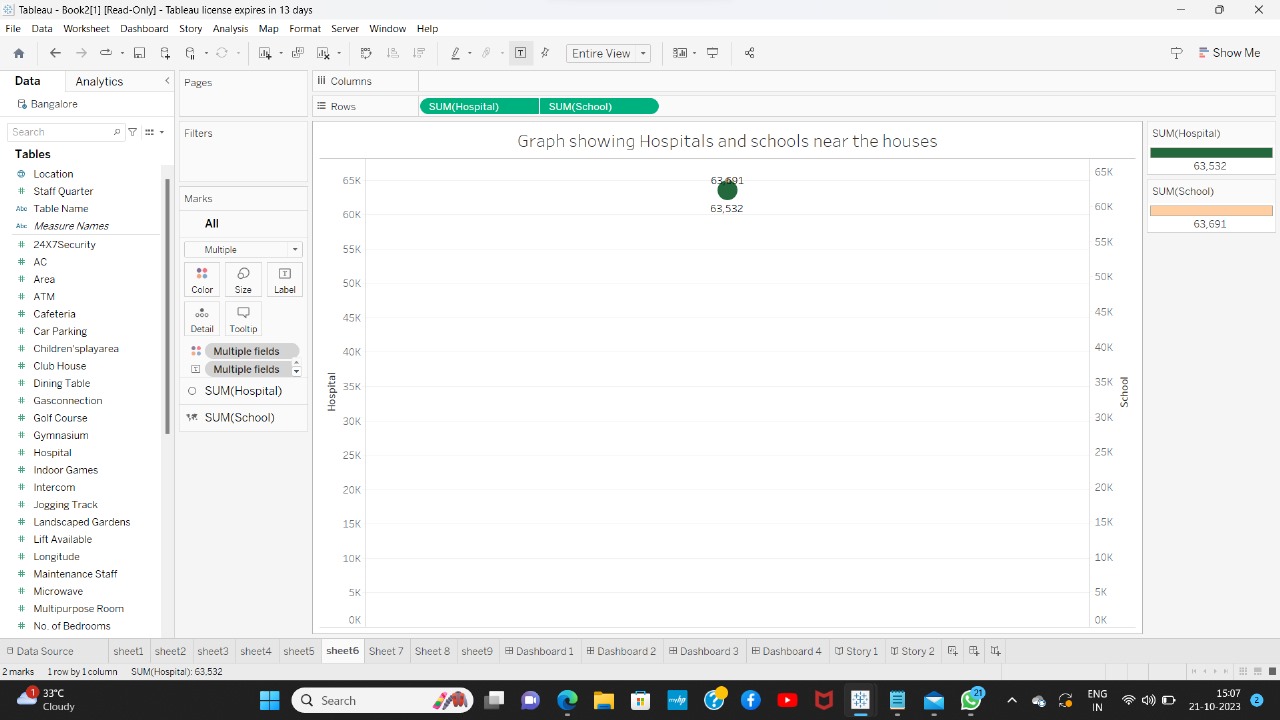 Tableau - Book2[1] [Read-Only] - Tableau license expires in 13 days
File Data Worksheet Dashboard Story Analysis Map Format Server Window Help
Entire View
Show Me
Data Analytics
Bangalore
Search
Tables
Location
Staff Quarter
Abc Table Name
Abc Measure Names
# 24X7Security
# AC
# Area
# ATM
# Cafeteria
# Car Parking
# Children'splayarea
# Club House
# Dining Table
# Gasconnection
# Golf Course
# Gymnasium
# Hospital
# Indoor Games
# Intercom
# Jogging Track
# Landscaped Gardens
# Lift Available
# Longitude
# Maintenance Staff
# Microwave
# Multipurpose Room
# No. of Bedrooms
Pages
Filters
Marks
All
Multiple
Color Size Label
Detail Tooltip
Multiple fields
Multiple fields
SUM(Hospital)
SUM(School)
Columns
Rows SUM(Hospital) SUM(School)
Graph showing Hospitals and schools near the houses
Hospital
65K
60K
55K
50K
45K
40K
35K
30K
25K
20K
15K
10K
5K
0K
63,691
63,532
65K
60K
55K
50K
45K
40K
35K
30K
25K
20K
15K
10K
5K
0K
School
SUM(Hospital)
63,532
SUM(School)
63,691
Data Source sheet1 sheet2 sheet3 sheet4 sheet5 sheet6 Sheet 7 Sheet 8 sheet9 Dashboard 1 Dashboard 2 Dashboard 3 Dashboard 4 Story 1 Story 2
2 marks 1 row by 1 column SUM(Hospital): 63,532
1
33°C
Cloudy
Search
myhp
21
ENG
IN
15:07
21-10-2023
2